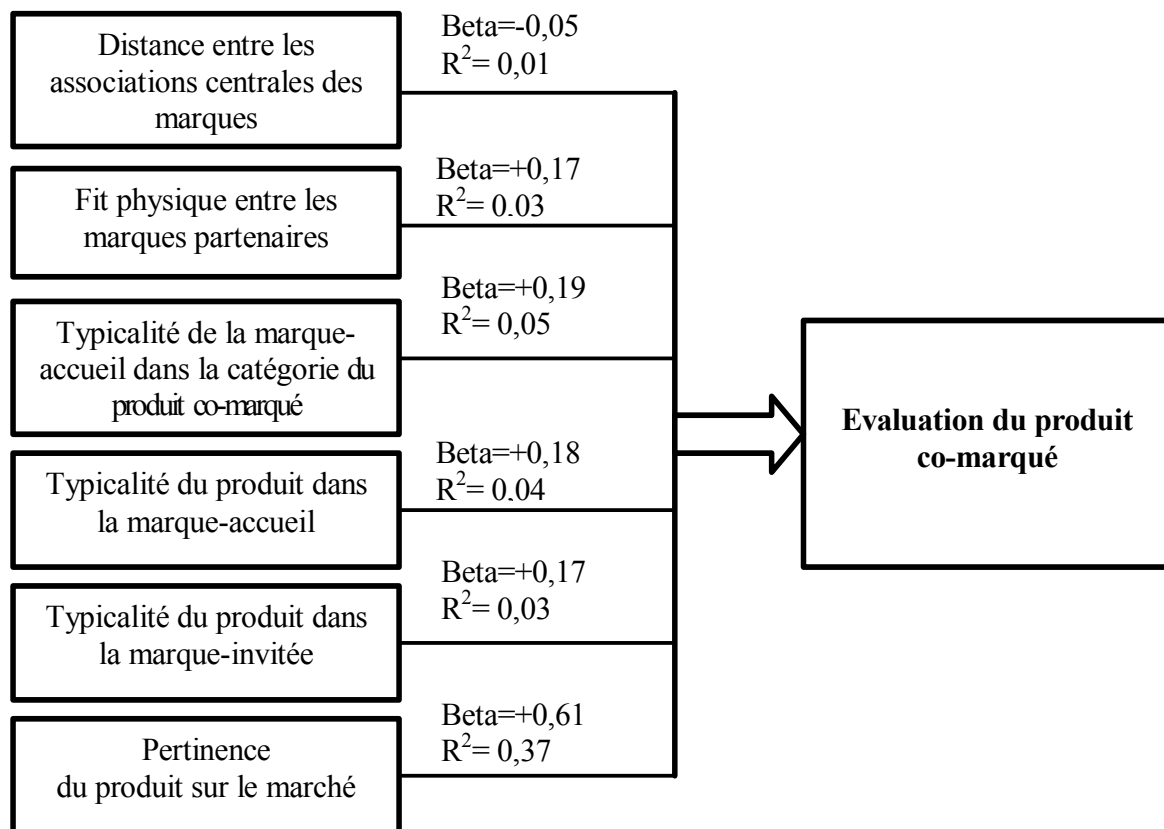 Distance entre les
associations centrales des
marques
Beta=-0,05
R²= 0,01
Fit physique entre les
marques partenaires
Beta=+0,17
R²= 0,03
Typicalité de la marque-
accueil dans la catégorie du
produit co-marqué
Beta=+0,19
R²= 0,05
Typicalité du produit dans
la marque-accueil
Beta=+0,18
R²= 0,04
Typicalité du produit dans
la marque-invitée
Beta=+0,17
R²= 0,03
Pertinence
du produit sur le marché
Beta=+0,61
R²= 0,37
Evaluation du produit
co-marqué